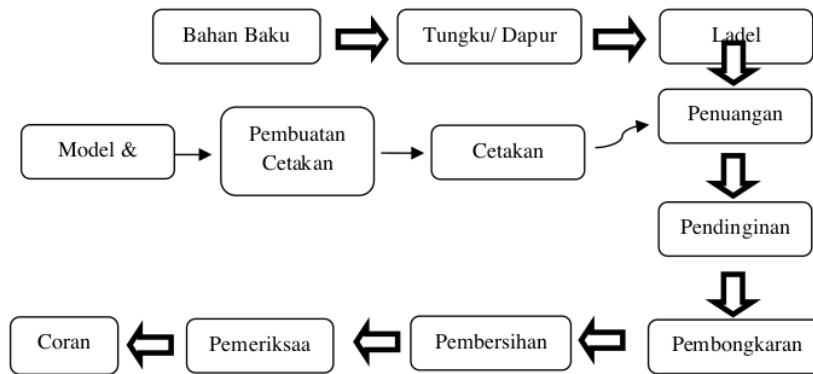 Bahan Baku
Tungku/ Dapur
Ladel
Model &
Pembuatan
Cetakan
Cetakan
Penuangan
Pendinginan
Pembongkaran
Pembersihan
Pemeriksaa
Coran